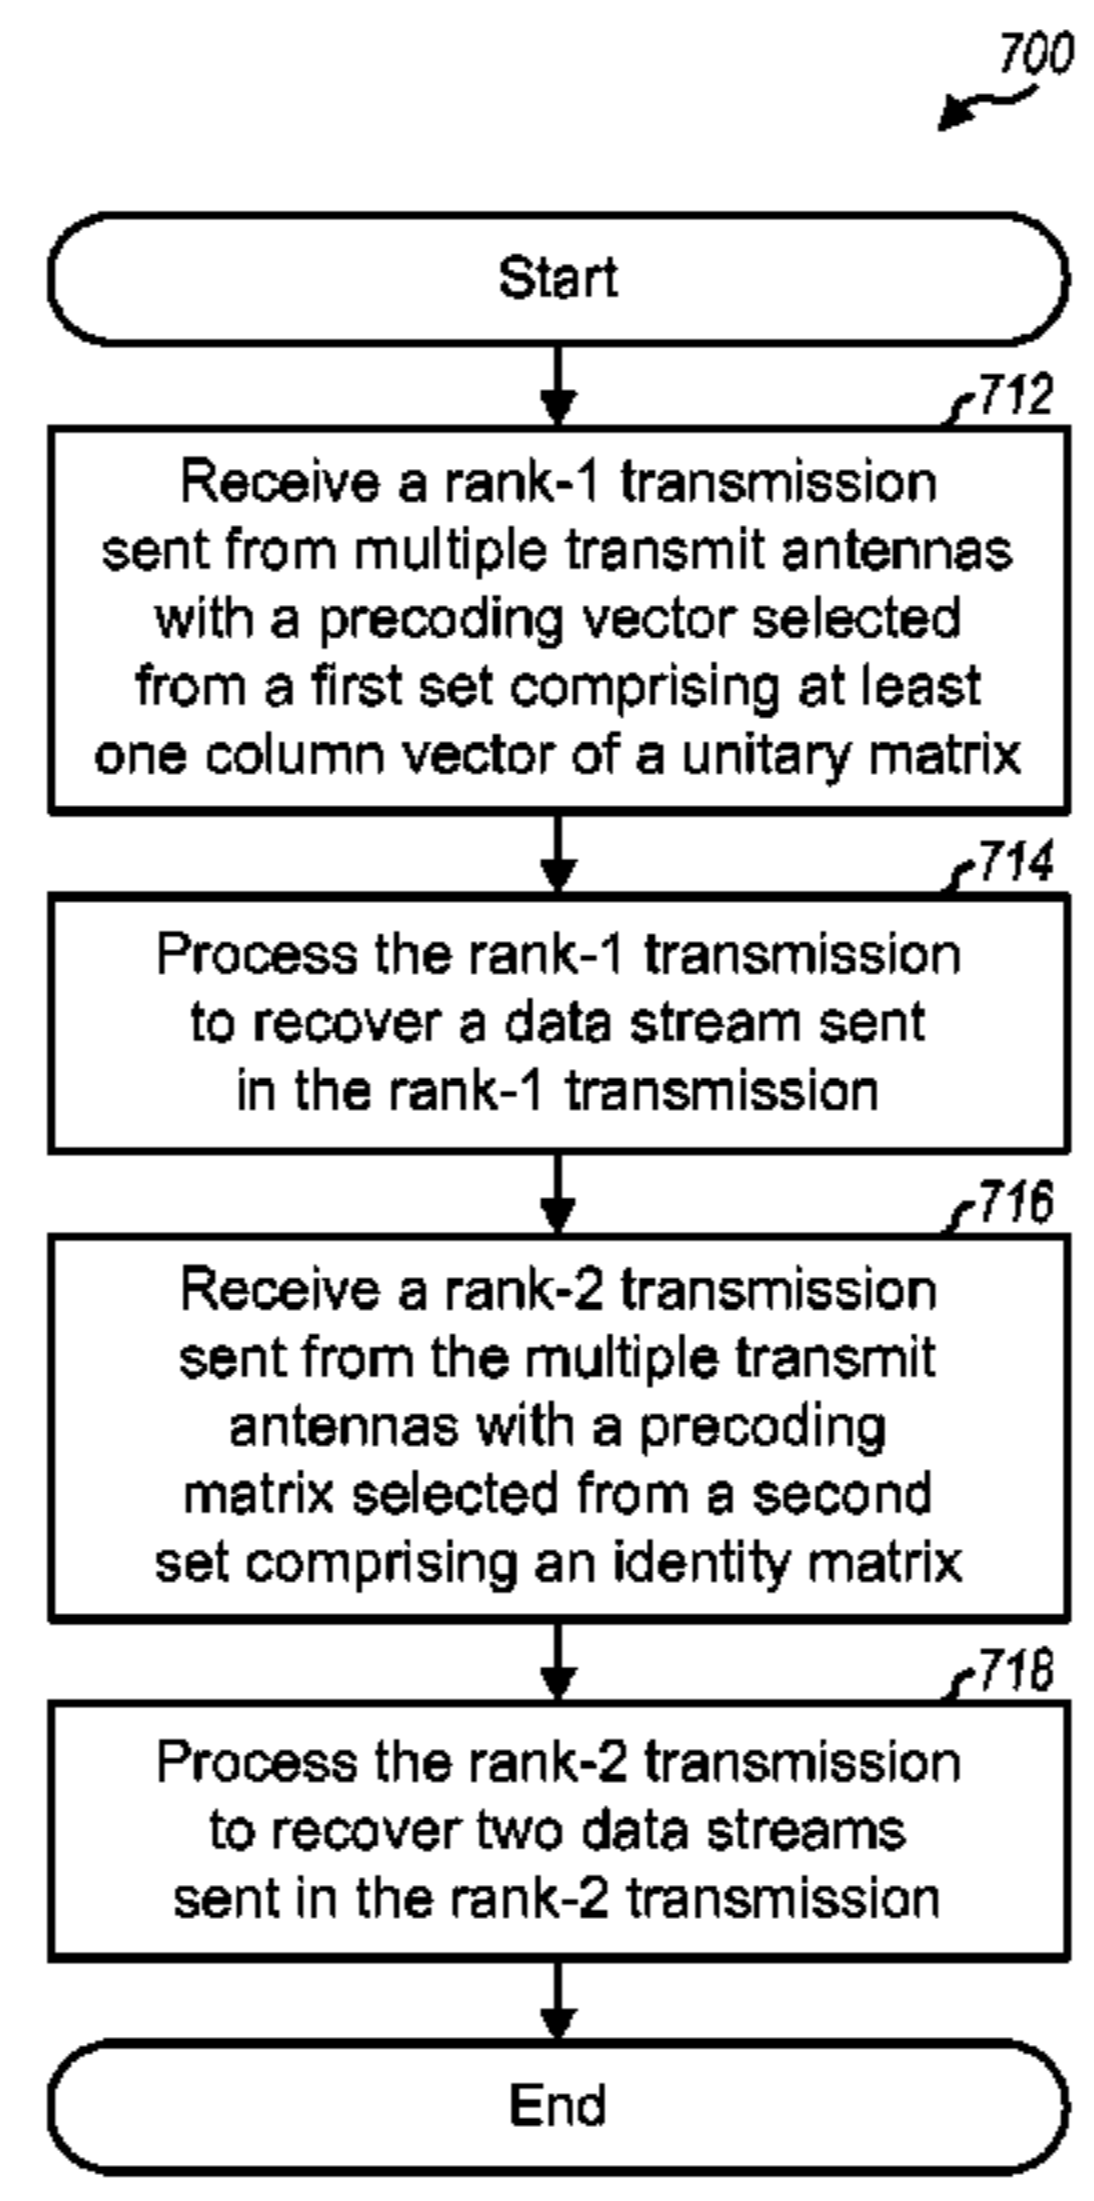 700
Start
712
Receive a rank-1 transmission
sent from multiple transmit antennas
with a precoding vector selected
from a first set comprising at least
one column vector of a unitary matrix
714
Process the rank-1 transmission
to recover a data stream sent
in the rank-1 transmission
716
Receive a rank-2 transmission
sent from the multiple transmit
antennas with a precoding
matrix selected from a second
set comprising an identity matrix
718
Process the rank-2 transmission
to recover two data streams
sent in the rank-2 transmission
End